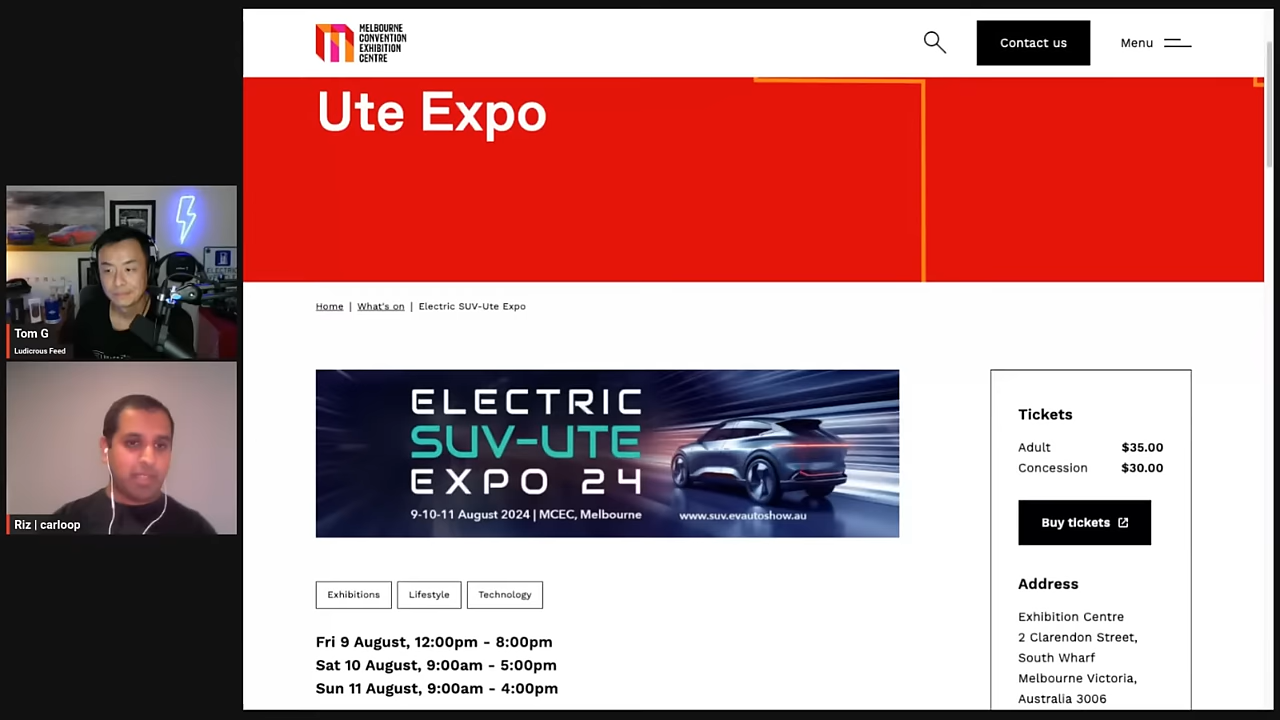 MELBOURNE
CONVENTION
EXHIBITION
CENTRE
Contact us
Menu
Ute Expo
Home | What's on | Electric SUV-Ute Expo
ELECTRIC
SUV-UTE
EXPO 24
9-10-11 August 2024 | MCEC, Melbourne
www.suv.evautoshow.au
Exhibitions
Lifestyle
Technology
Fri 9 August, 12:00pm - 8:00pm
Sat 10 August, 9:00am - 5:00pm
Sun 11 August, 9:00am - 4:00pm
Tickets
Adult $35.00
Concession $30.00
Buy tickets
Address
Exhibition Centre
2 Clarendon Street,
South Wharf
Melbourne Victoria,
Australia 3006
ELECTRIC
Tom G
Ludicrous Feed
Riz | carloop